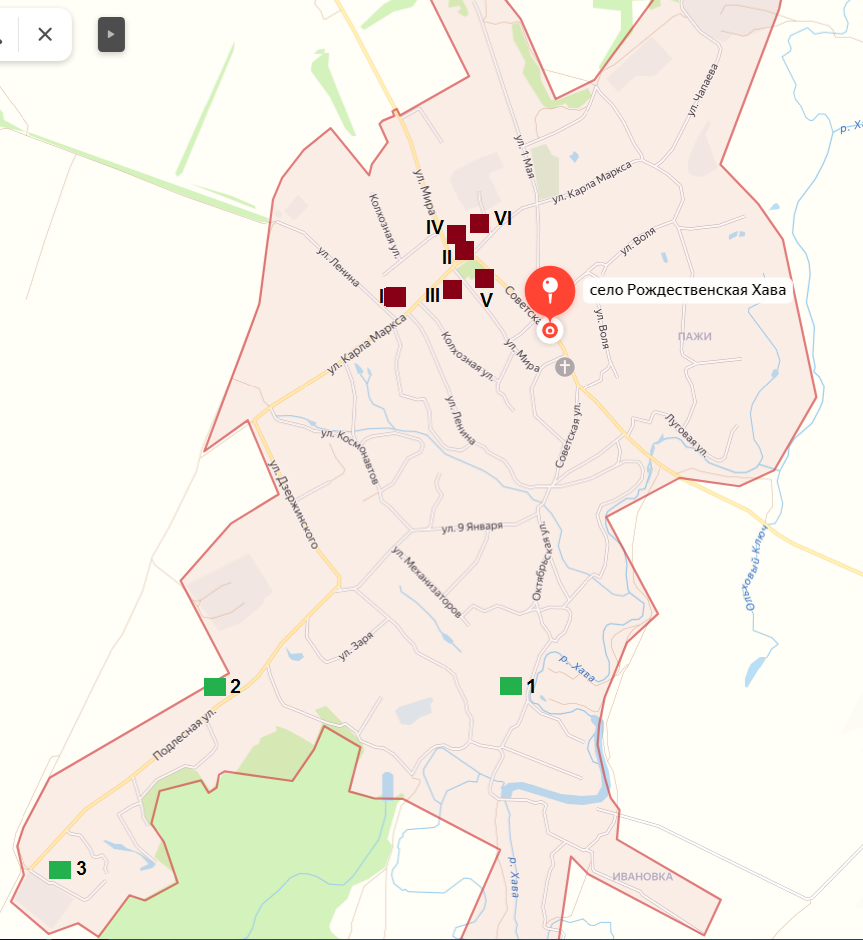 ул. Чапаева
р. Х
ул. 1 Мая
ул. Карла Маркса
ул. Мира
Колхозная ул.
IV
VI
II
ул. Воля
ул. Ленина
I
III
V
село Рождественская Хава
Советска
ул. Воля
ул. Карла Маркса
ПАЖИ
Колхозная ул.
ул. Мира
ул. Ленина
Советская ул.
Луговая ул.
ул. Космонавтов
ул. Дзержинского
ул. 9 Января
Октябрьская ул.
Ольховый Ключ
ул. Механизаторов
ул. Заря
р. Хава
2
1
Подлесная ул.
3
р. Хава
ИВАНОВКА